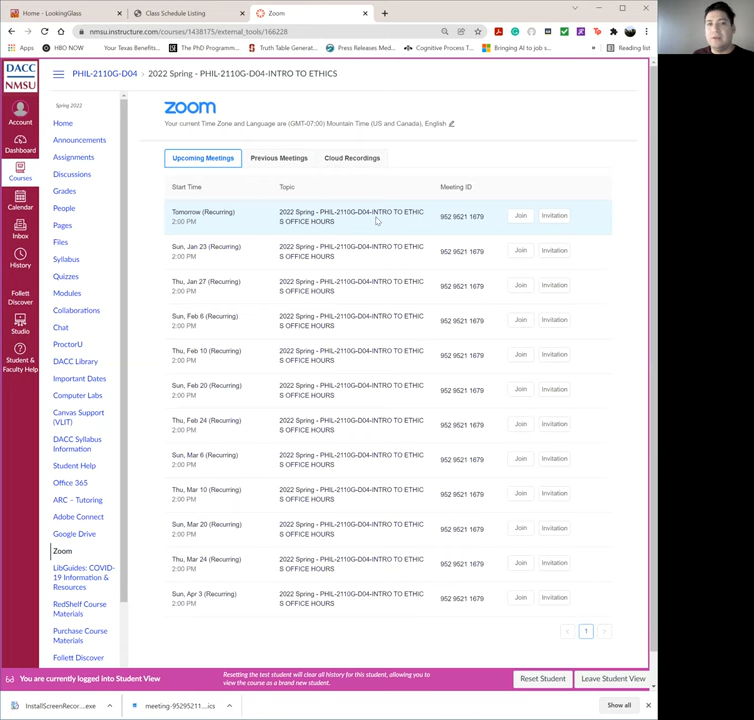 Home - LookingGlass
Class Schedule Listing
Zoom
nmsu.instructure.com/courses/1438175/external_tools/166228
Apps
HBO NOW
Your Texas Benefits...
The PhD Programm...
Truth Table Generat...
Press Releases Med...
Cognitive Process T...
Bringing AI to job s...
Reading list
DACC
NMSU
PHIL-2110G-D04
2022 Spring - PHIL-2110G-D04-INTRO TO ETHICS
Account
Dashboard
Courses
Calendar
Inbox
History
Follett
Discover
Studio
Student &
Faculty Help
Spring 2022
Home
Announcements
Assignments
Discussions
Grades
People
Pages
Files
Syllabus
Quizzes
Modules
Collaborations
Chat
ProctorU
DACC Library
Important Dates
Computer Labs
Canvas Support
(VLIT)
DACC Syllabus
Information
Student Help
Office 365
ARC – Tutoring
Adobe Connect
Google Drive
Zoom
LibGuides: COVID-
19 Information &
Resources
RedShelf Course
Materials
Purchase Course
Materials
Follett Discover
zoom
Your current Time Zone and Language are (GMT-07:00) Mountain Time (US and Canada), English
Upcoming Meetings
Previous Meetings
Cloud Recordings
Start Time
Topic
Meeting ID
Tomorrow (Recurring)
2:00 PM
2022 Spring - PHIL-2110G-D04-INTRO TO ETHIC
S OFFICE HOURS
952 9521 1679
Join
Invitation
Sun, Jan 23 (Recurring)
2:00 PM
2022 Spring - PHIL-2110G-D04-INTRO TO ETHIC
S OFFICE HOURS
952 9521 1679
Join
Invitation
Thu, Jan 27 (Recurring)
2:00 PM
2022 Spring - PHIL-2110G-D04-INTRO TO ETHIC
S OFFICE HOURS
952 9521 1679
Join
Invitation
Sun, Feb 6 (Recurring)
2:00 PM
2022 Spring - PHIL-2110G-D04-INTRO TO ETHIC
S OFFICE HOURS
952 9521 1679
Join
Invitation
Thu, Feb 10 (Recurring)
2:00 PM
2022 Spring - PHIL-2110G-D04-INTRO TO ETHIC
S OFFICE HOURS
952 9521 1679
Join
Invitation
Sun, Feb 20 (Recurring)
2:00 PM
2022 Spring - PHIL-2110G-D04-INTRO TO ETHIC
S OFFICE HOURS
952 9521 1679
Join
Invitation
Thu, Feb 24 (Recurring)
2:00 PM
2022 Spring - PHIL-2110G-D04-INTRO TO ETHIC
S OFFICE HOURS
952 9521 1679
Join
Invitation
Sun, Mar 6 (Recurring)
2:00 PM
2022 Spring - PHIL-2110G-D04-INTRO TO ETHIC
S OFFICE HOURS
952 9521 1679
Join
Invitation
Thu, Mar 10 (Recurring)
2:00 PM
2022 Spring - PHIL-2110G-D04-INTRO TO ETHIC
S OFFICE HOURS
952 9521 1679
Join
Invitation
Sun, Mar 20 (Recurring)
2:00 PM
2022 Spring - PHIL-2110G-D04-INTRO TO ETHIC
S OFFICE HOURS
952 9521 1679
Join
Invitation
Thu, Mar 24 (Recurring)
2:00 PM
2022 Spring - PHIL-2110G-D04-INTRO TO ETHIC
S OFFICE HOURS
952 9521 1679
Join
Invitation
Sun, Apr 3 (Recurring)
2:00 PM
2022 Spring - PHIL-2110G-D04-INTRO TO ETHIC
S OFFICE HOURS
952 9521 1679
Join
Invitation
1
You are currently logged into Student View
Resetting the test student will clear all history for this student, allowing you to
view the course as a brand new student.
Reset Student
Leave Student View
InstallScreenRecor....exe
meeting-95295211....ics
Show all